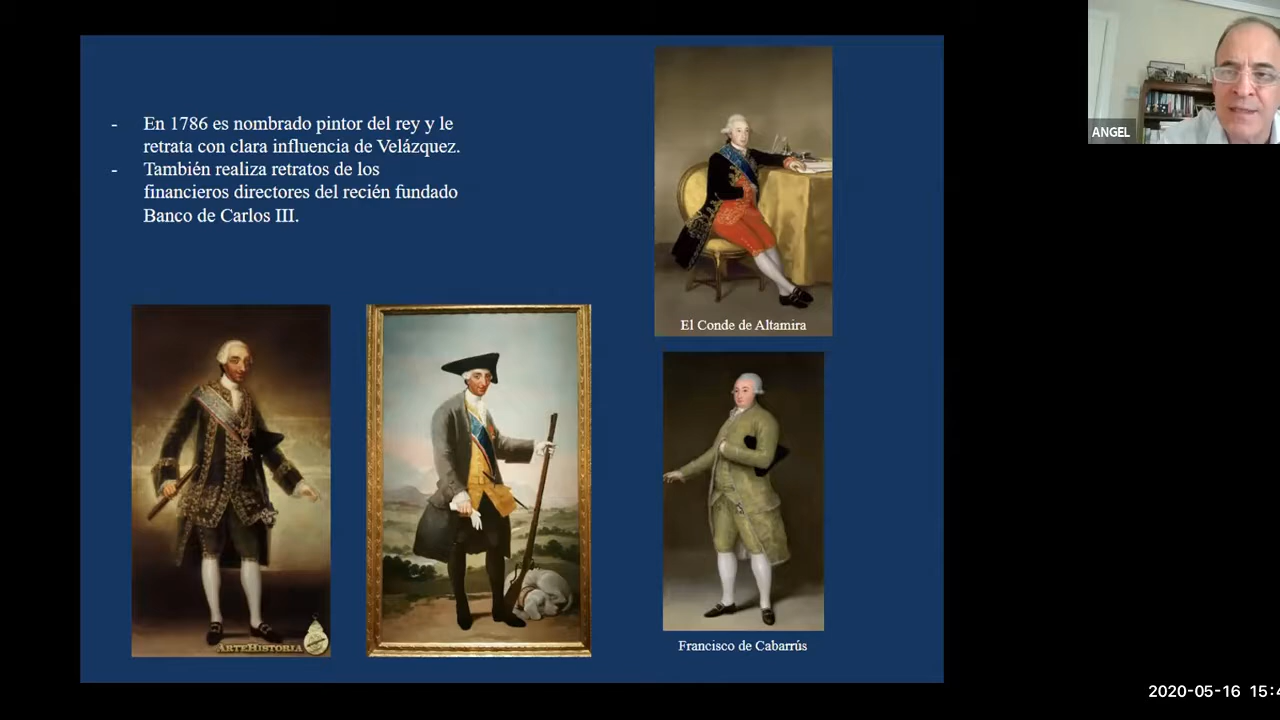 - En 1786 es nombrado pintor del rey y le
retrata con clara influencia de Velázquez.
- También realiza retratos de los
financieros directores del recién fundado
Banco de Carlos III.
El Conde de Altamira
Francisco de Cabarrús
ARTEHISTORIA
ANGEL
2020-05-16 15:4